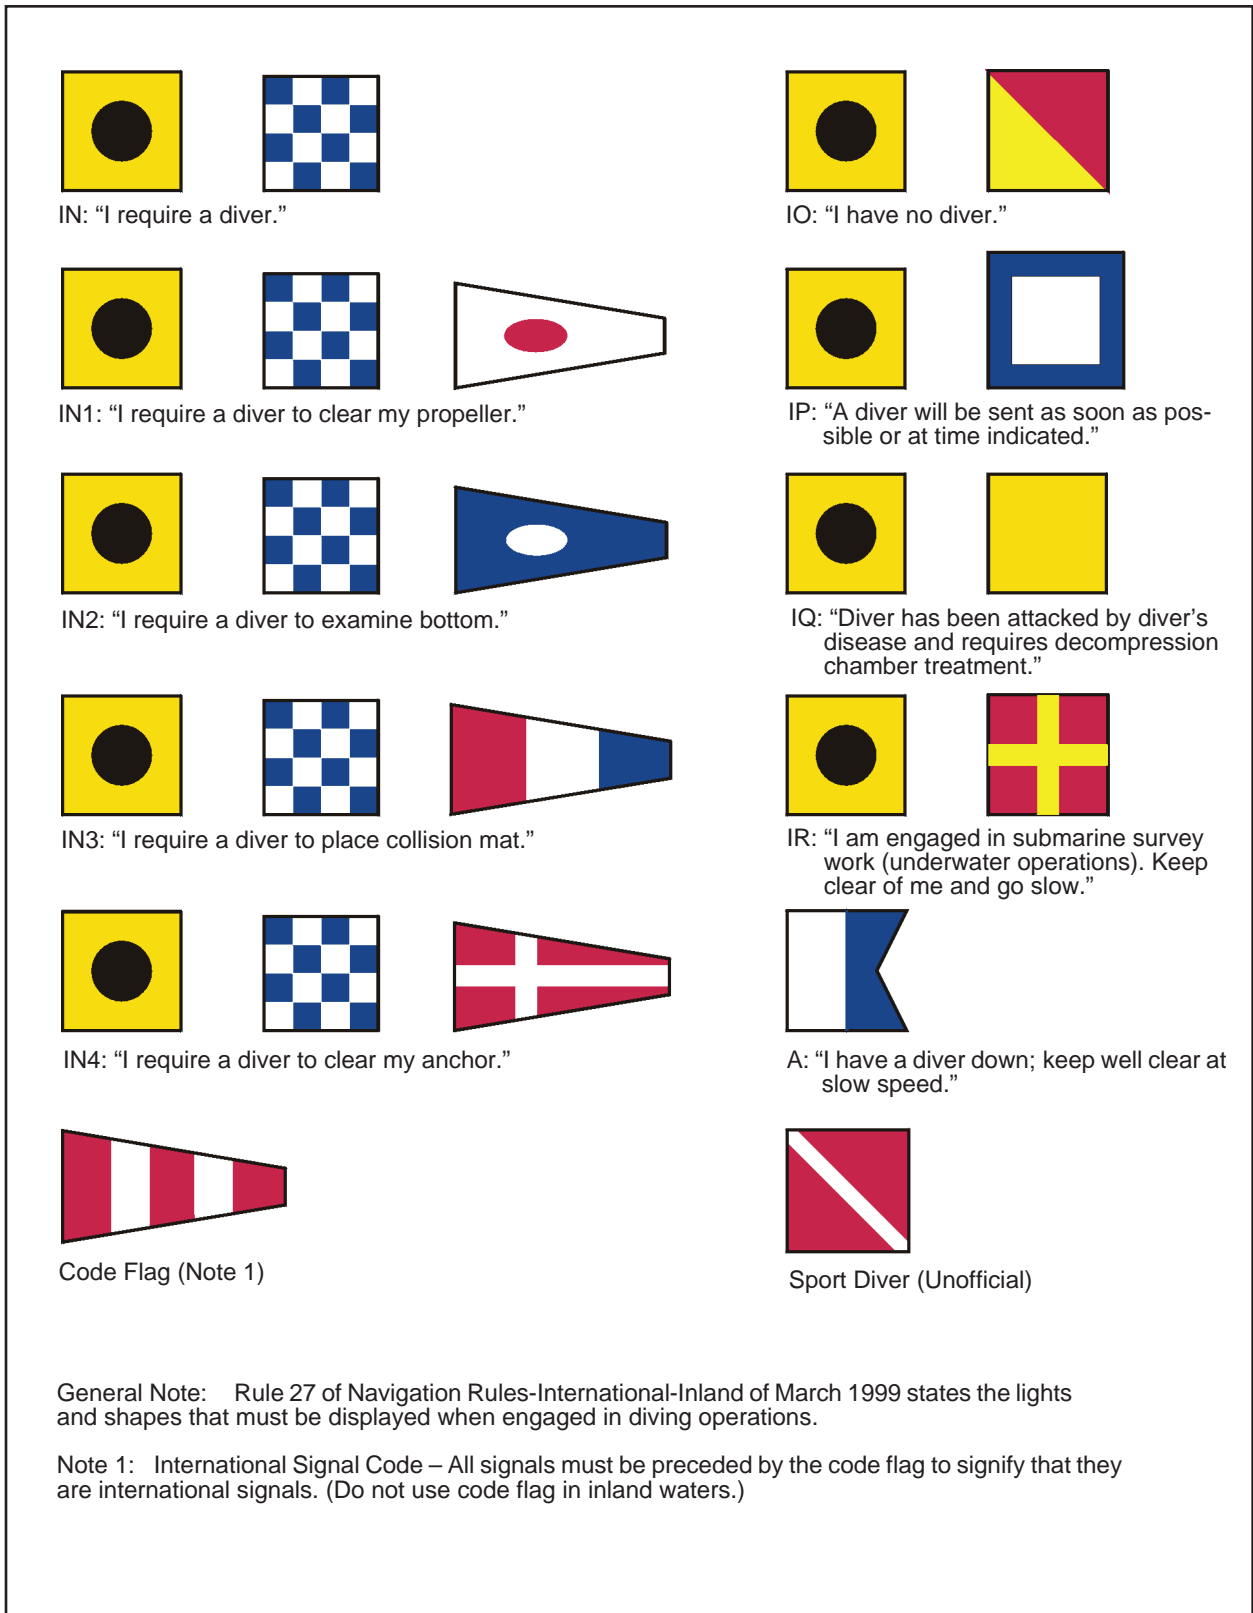 IN: “I require a diver.”
IO: “I have no diver.”
IN1: “I require a diver to clear my propeller.”
IP: “A diver will be sent as soon as pos-
sible or at time indicated.”
IN2: “I require a diver to examine bottom.”
IQ: “Diver has been attacked by diver’s
disease and requires decompression
chamber treatment.”
IN3: “I require a diver to place collision mat.”
IR: “I am engaged in submarine survey
work (underwater operations). Keep
clear of me and go slow.”
IN4: “I require a diver to clear my anchor.”
A: “I have a diver down; keep well clear at
slow speed.”
Code Flag (Note 1)
Sport Diver (Unofficial)
General Note: Rule 27 of Navigation Rules-International-Inland of March 1999 states the lights
and shapes that must be displayed when engaged in diving operations.
Note 1: International Signal Code – All signals must be preceded by the code flag to signify that they
are international signals. (Do not use code flag in inland waters.)